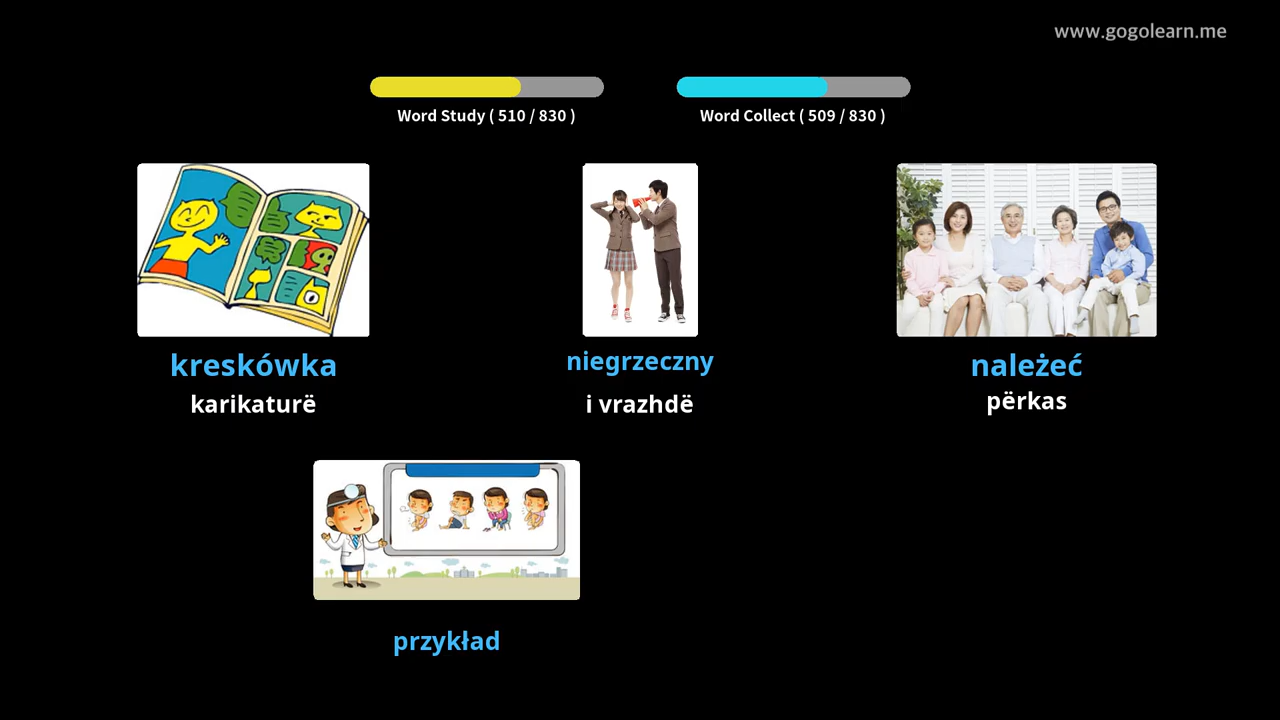 www.gogolearn.me
Word Study ( 510 / 830 )
Word Collect ( 509 / 830 )
kreskówka
karikaturë
niegrzeczny
i vrazhdë
należeć
përkas
przykład